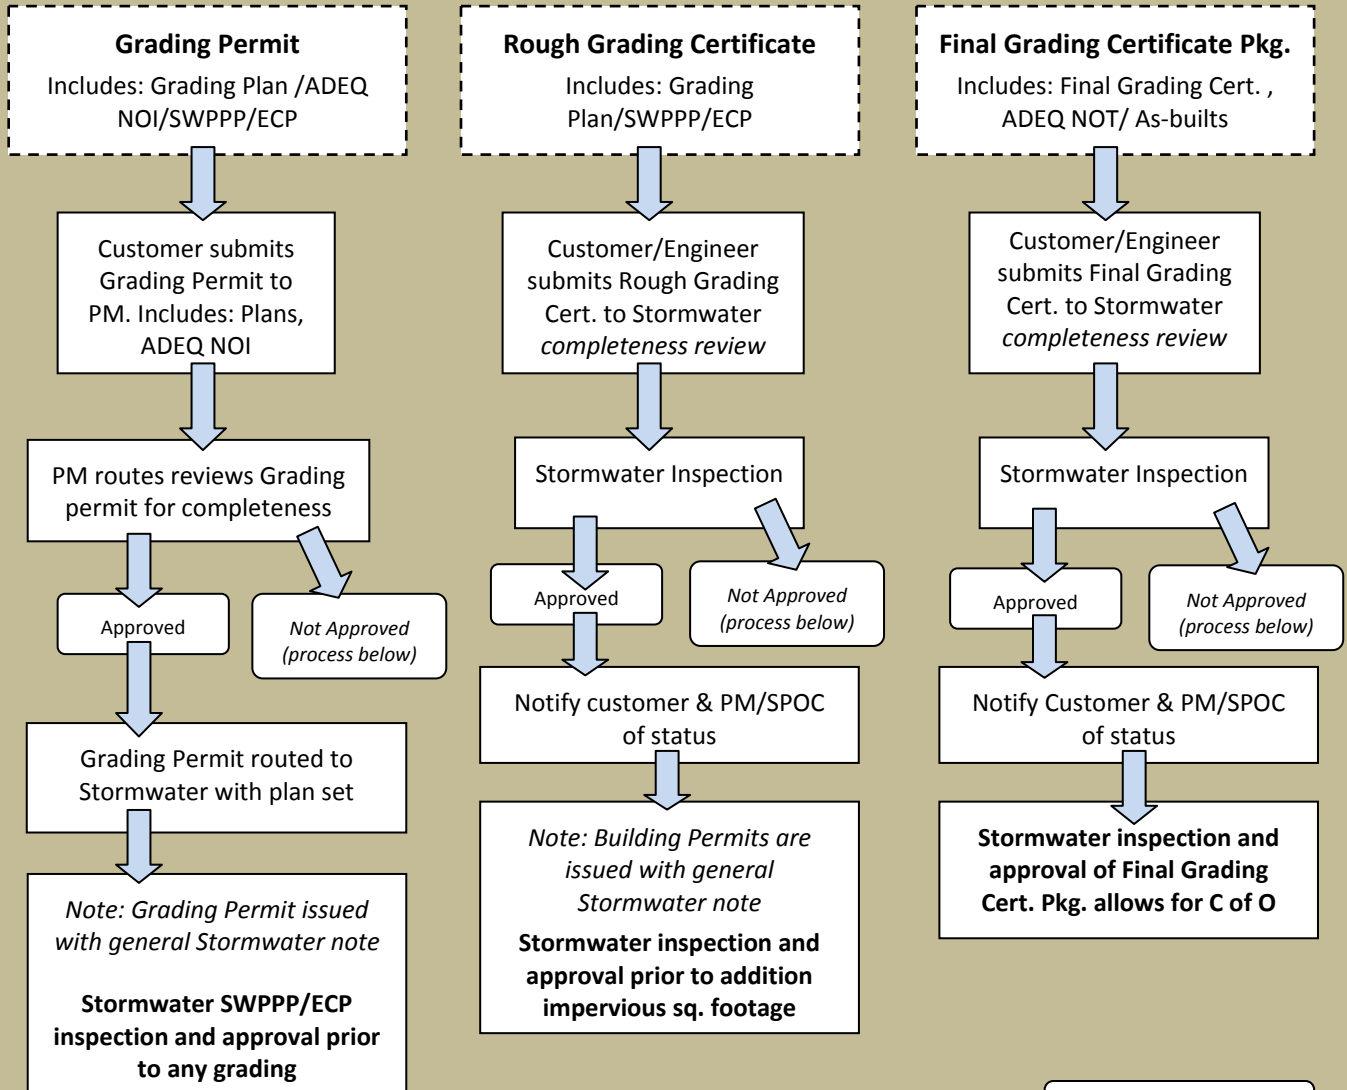 Grading Permit
Includes: Grading Plan /ADEQ
NOI/SWPPP/ECP
Customer submits
Grading Permit to
PM. Includes: Plans,
ADEQ NOI
PM routes reviews Grading
permit for completeness
Approved
Not Approved
(process below)
Grading Permit routed to
Stormwater with plan set
Note: Grading Permit issued
with general Stormwater note
Stormwater SWPPP/ECP
inspection and approval prior
to any grading
Rough Grading Certificate
Includes: Grading
Plan/SWPPP/ECP
Customer/Engineer
submits Rough Grading
Cert. to Stormwater
completeness review
Stormwater Inspection
Approved
Not Approved
(process below)
Notify customer & PM/SPOC
of status
Note: Building Permits are
issued with general
Stormwater note
Stormwater inspection and
approval prior to addition
impervious sq. footage
Final Grading Certificate Pkg.
Includes: Final Grading Cert. ,
ADEQ NOT/ As-builts
Customer/Engineer
submits Final Grading
Cert. to Stormwater
completeness review
Stormwater Inspection
Approved
Not Approved
(process below)
Notify Customer & PM/SPOC
of status
Stormwater inspection and
approval of Final Grading
Cert. Pkg. allows for C of O